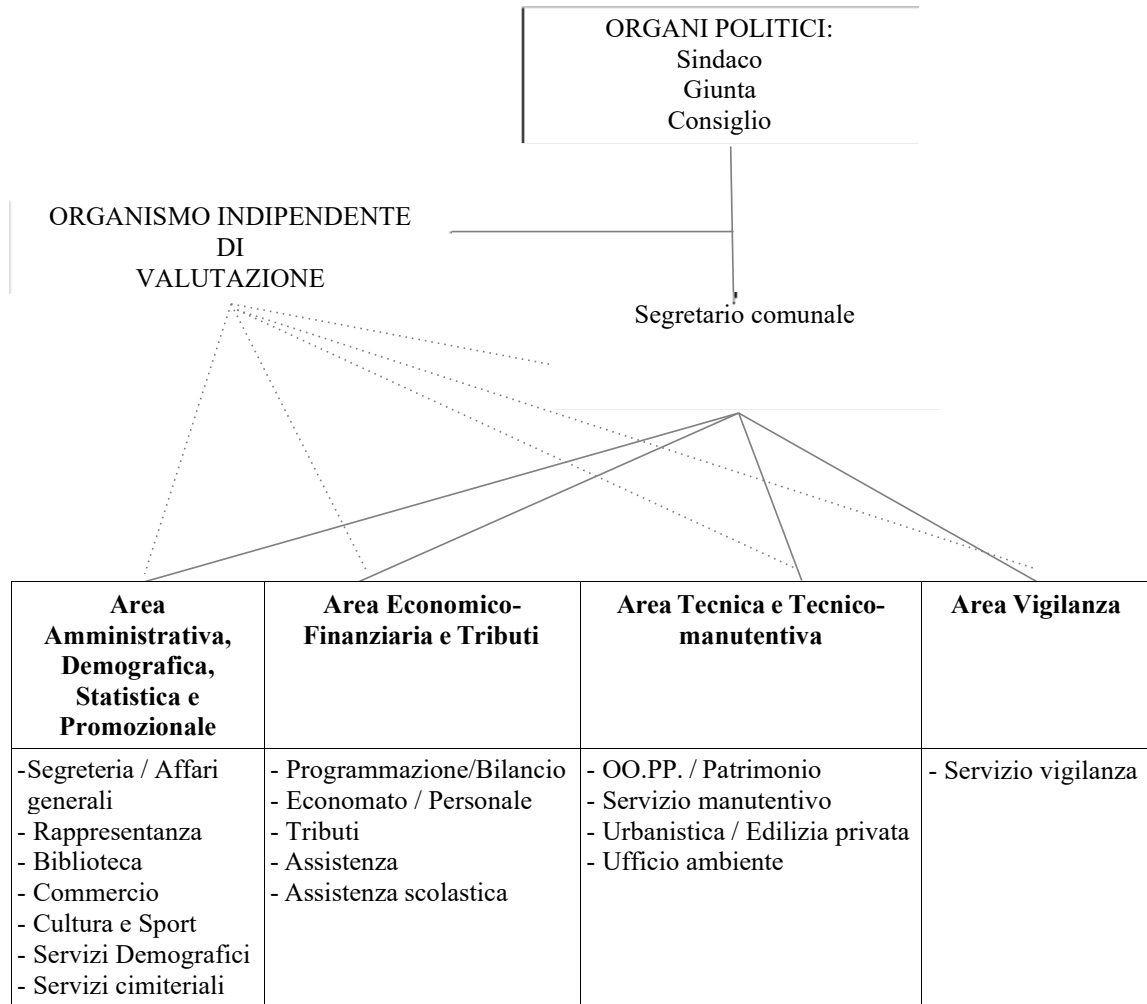 ORGANI POLITICI:
Sindaco
Giunta
Consiglio
ORGANISMO INDIPENDENTE
DI
VALUTAZIONE
Segretario comunale
Area
Amministrativa,
Demografica,
Statistica e
Promozionale
Area Economico-
Finanziaria e Tributi
Area Tecnica e Tecnico-
manutentiva
Area Vigilanza
-Segreteria / Affari
generali
- Rappresentanza
- Biblioteca
- Commercio
- Cultura e Sport
- Servizi Demografici
- Servizi cimiteriali
- Programmazione/Bilancio
- Economato / Personale
- Tributi
- Assistenza
- Assistenza scolastica
- OO.PP. / Patrimonio
- Servizio manutentivo
- Urbanistica / Edilizia privata
- Ufficio ambiente
- Servizio vigilanza